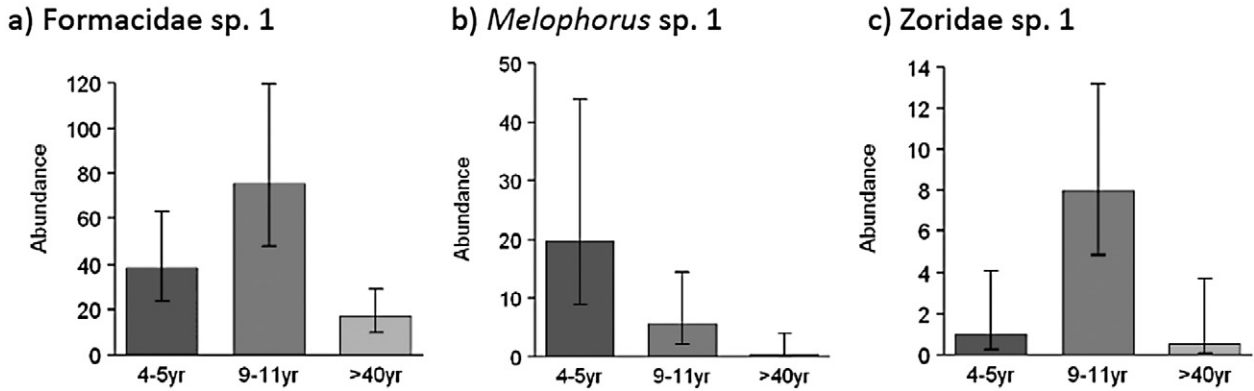 a) Formacidae sp. 1
Abundance
120
100
80
60
40
20
0
4-5yr 9-11yr >40yr
b) Melophorus sp. 1
Abundance
50
40
30
20
10
0
4-5yr 9-11yr >40yr
c) Zoridae sp. 1
Abundance
14
12
10
8
6
4
2
0
4-5yr 9-11yr >40yr